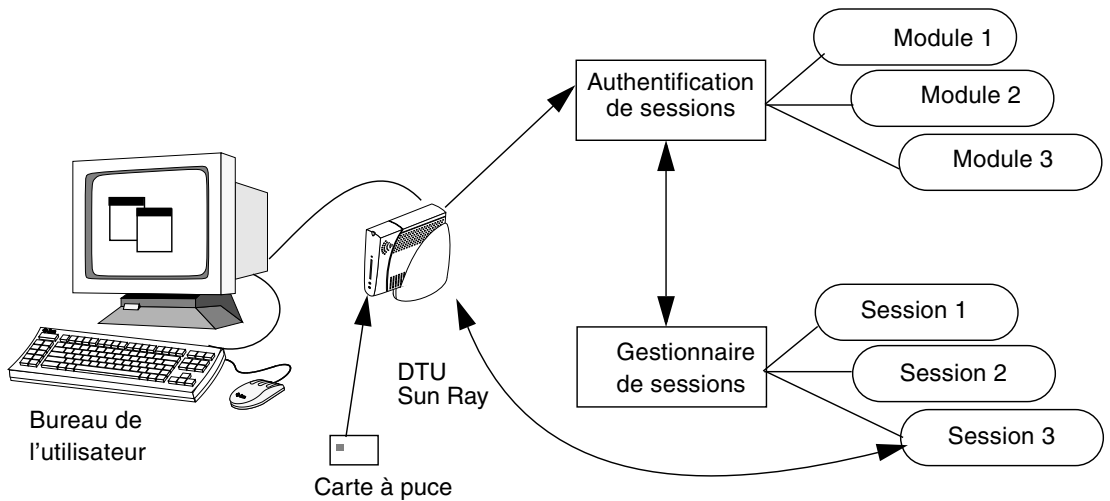 Module 1
Authentification
de sessions
Module 2
Module 3
Session 1
Gestionnaire
de sessions
Session 2
DTU
Sun Ray
Session 3
Bureau de
l'utilisateur
Carte à puce